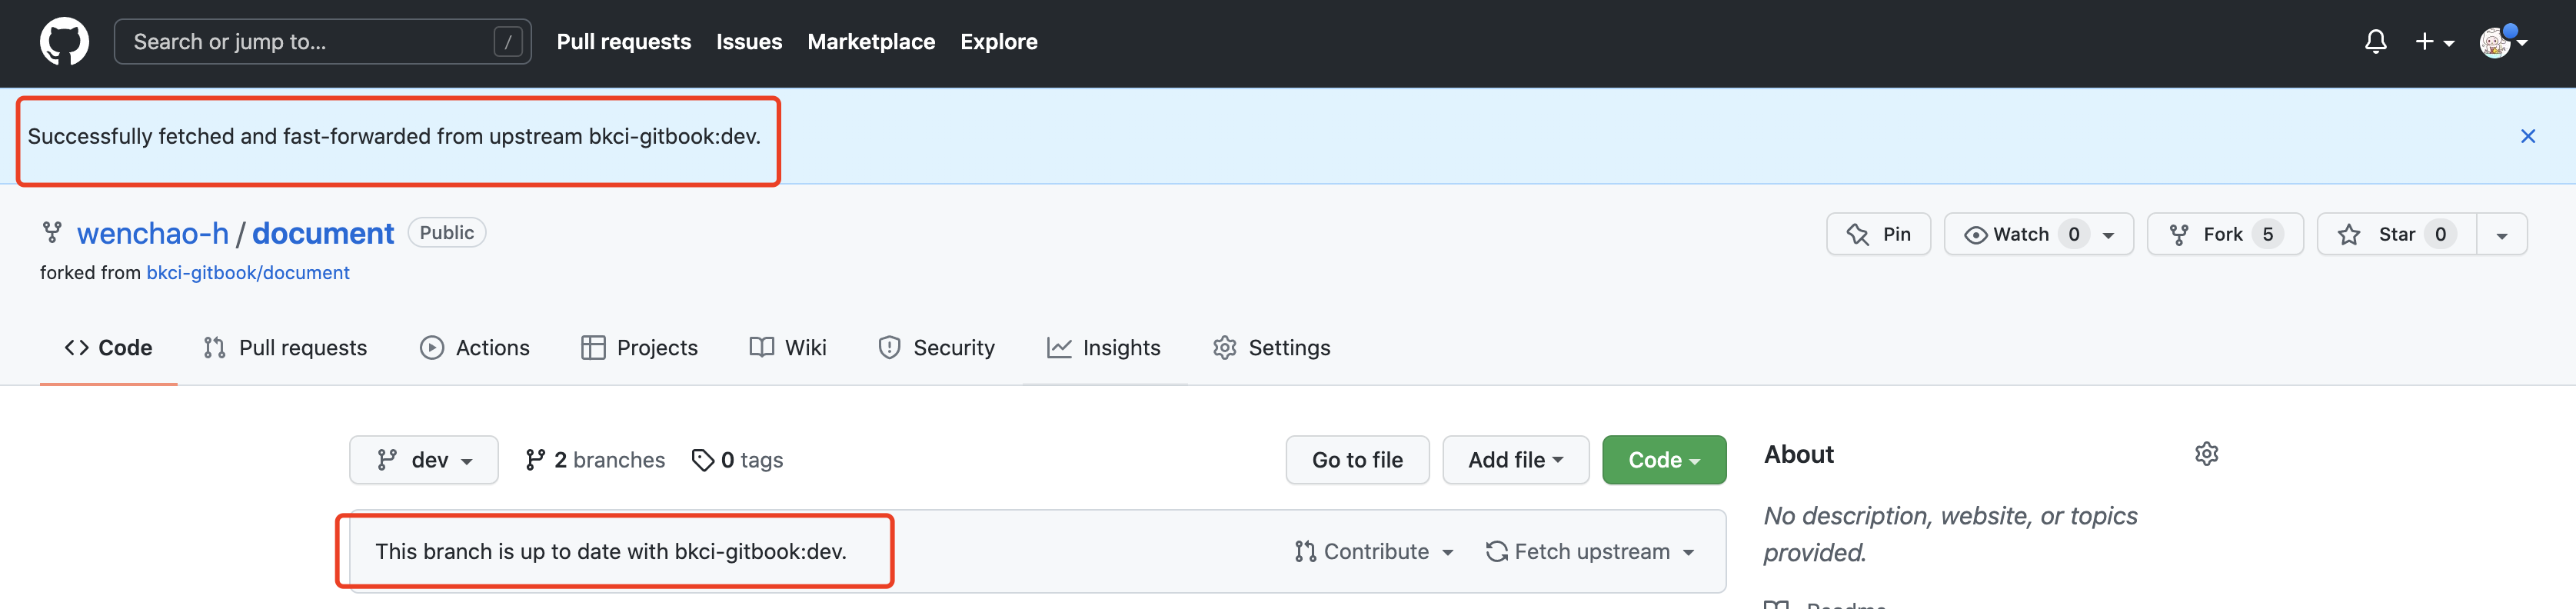 Search or jump to... / Pull requests Issues Marketplace Explore
Successfully fetched and fast-forwarded from upstream bkci-gitbook:dev.
wenchao-h / document Public Pin Watch 0 Fork 5 Star 0
forked from bkci-gitbook/document
Code Pull requests Actions Projects Wiki Security Insights Settings
dev 2 branches 0 tags Go to file Add file Code About
This branch is up to date with bkci-gitbook:dev. Contribute Fetch upstream
No description, website, or topics
provided.
Readme